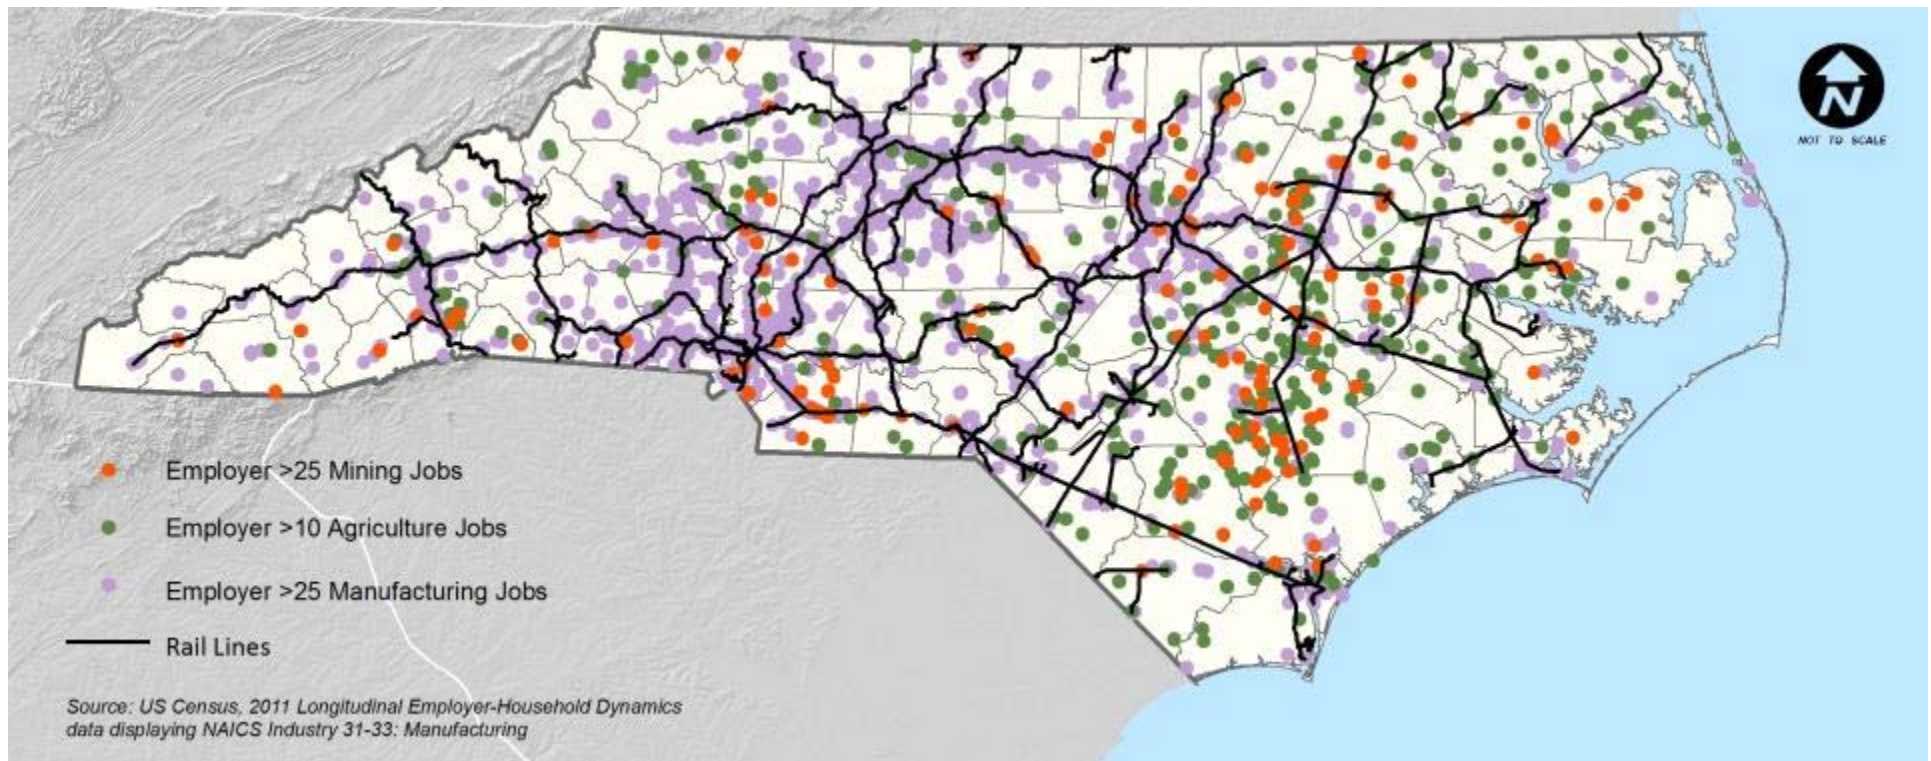 N
NOT TO SCALE
Employer >25 Mining Jobs
Employer >10 Agriculture Jobs
Employer >25 Manufacturing Jobs
Rail Lines
Source: US Census, 2011 Longitudinal Employer-Household Dynamics
data displaying NAICS Industry 31-33: Manufacturing